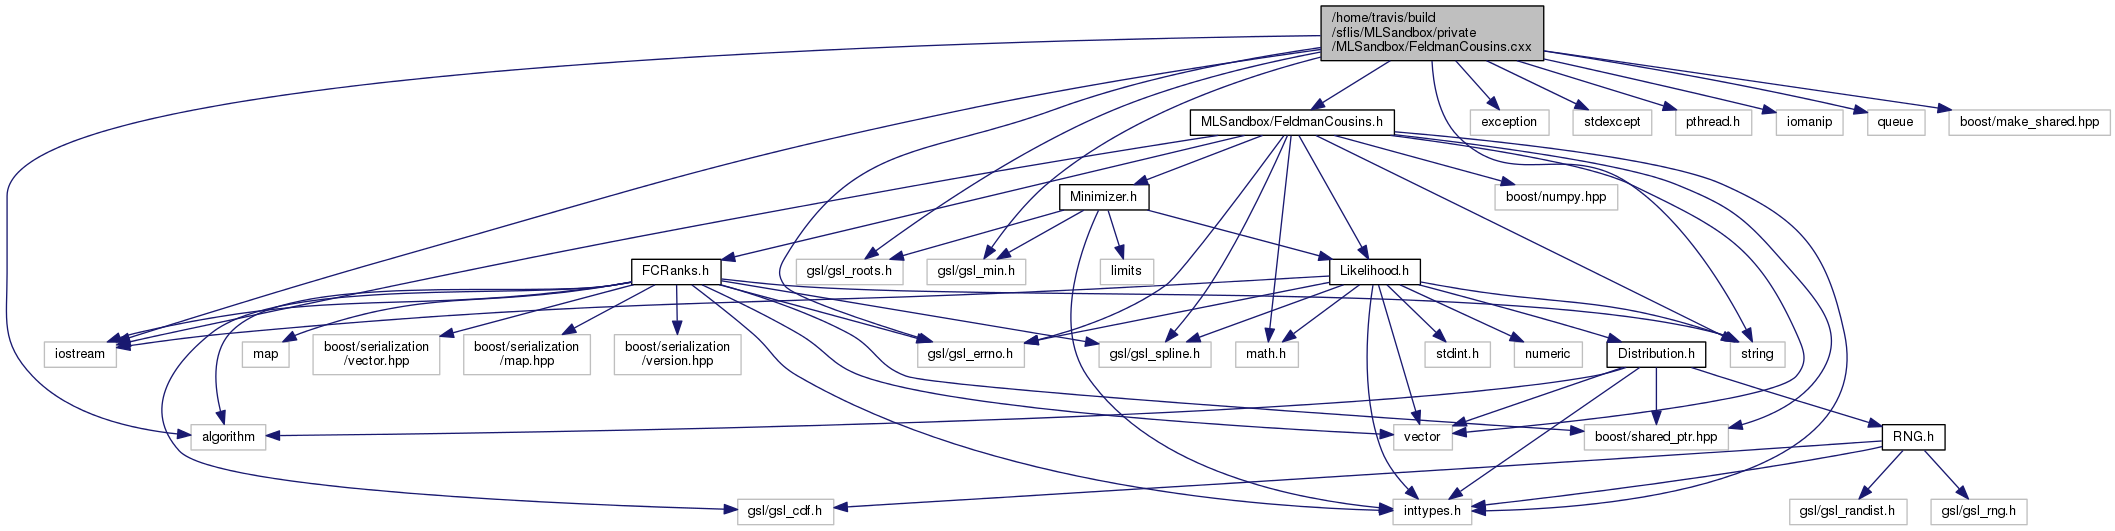 /home/travis/build
/sflis/MLSandbox/private
/MLSandbox/FeldmanCousins.cxx
MLSandbox/FeldmanCousins.h
exception
stdexcept
pthread.h
iomanip
queue
boost/make_shared.hpp
Minimizer.h
boost/numpy.hpp
FCRanks.h
gsl/gsl_roots.h
gsl/gsl_min.h
limits
Likelihood.h
iostream
map
boost/serialization
/vector.hpp
boost/serialization
/map.hpp
boost/serialization
/version.hpp
gsl/gsl_errno.h
gsl/gsl_spline.h
math.h
stdint.h
numeric
Distribution.h
string
algorithm
vector
boost/shared_ptr.hpp
RNG.h
gsl/gsl_cdf.h
inttypes.h
gsl/gsl_randist.h
gsl/gsl_rng.h